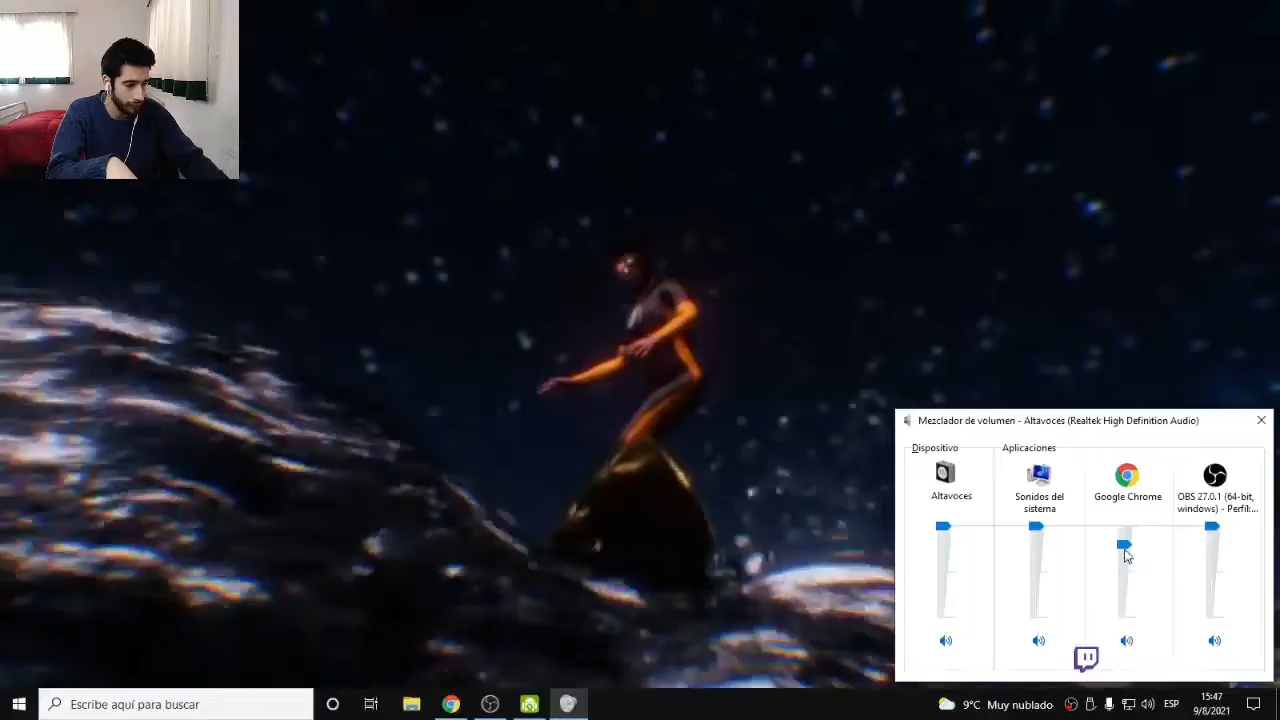 Mezclador de volumen - Altavoces (Realtek High Definition Audio)
Dispositivo
Aplicaciones
Altavoces
Sonidos del
sistema
Google Chrome
OBS 27.0.1 (64-bit,
windows) - Perfil:...
Escribe aquí para buscar
9°C Muy nublado
ESP
15:47
9/8/2021